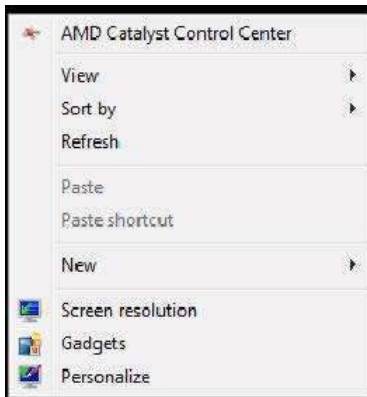 AMD Catalyst Control Center
View
Sort by
Refresh
Paste
Paste shortcut
New
Screen resolution
Gadgets
Personalize